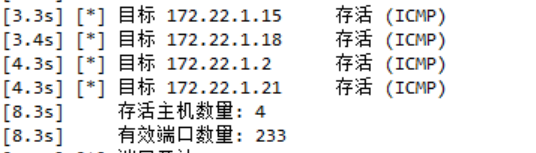 [3.3s] [*] 目标 172.22.1.15 存活 (ICMP)
[3.4s] [*] 目标 172.22.1.18 存活 (ICMP)
[4.3s] [*] 目标 172.22.1.2 存活 (ICMP)
[4.3s] [*] 目标 172.22.1.21 存活 (ICMP)
[8.3s] 存活主机数量: 4
[8.3s] 有效端口数量: 233